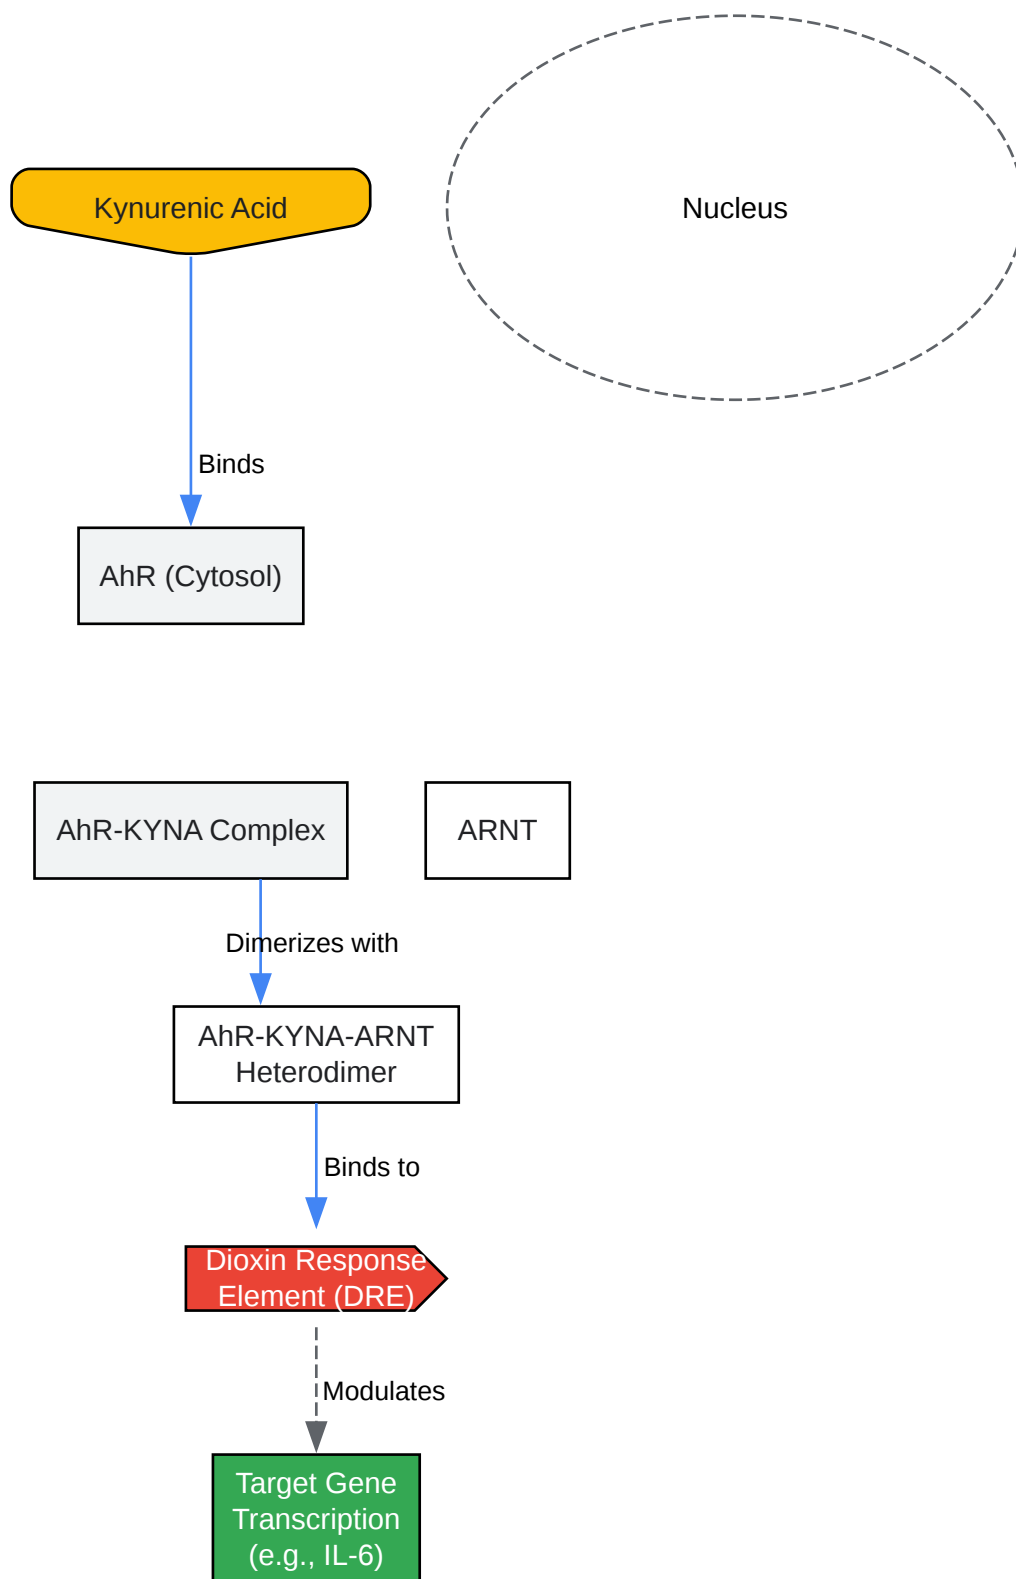 Kynurenic Acid
Nucleus
Binds
AhR (Cytosol)
AhR-KYNA Complex
ARNT
Dimerizes with
AhR-KYNA-ARNT
Heterodimer
Binds to
Dioxin Response
Element (DRE)
Modulates
Target Gene
Transcription
(e.g., IL-6)